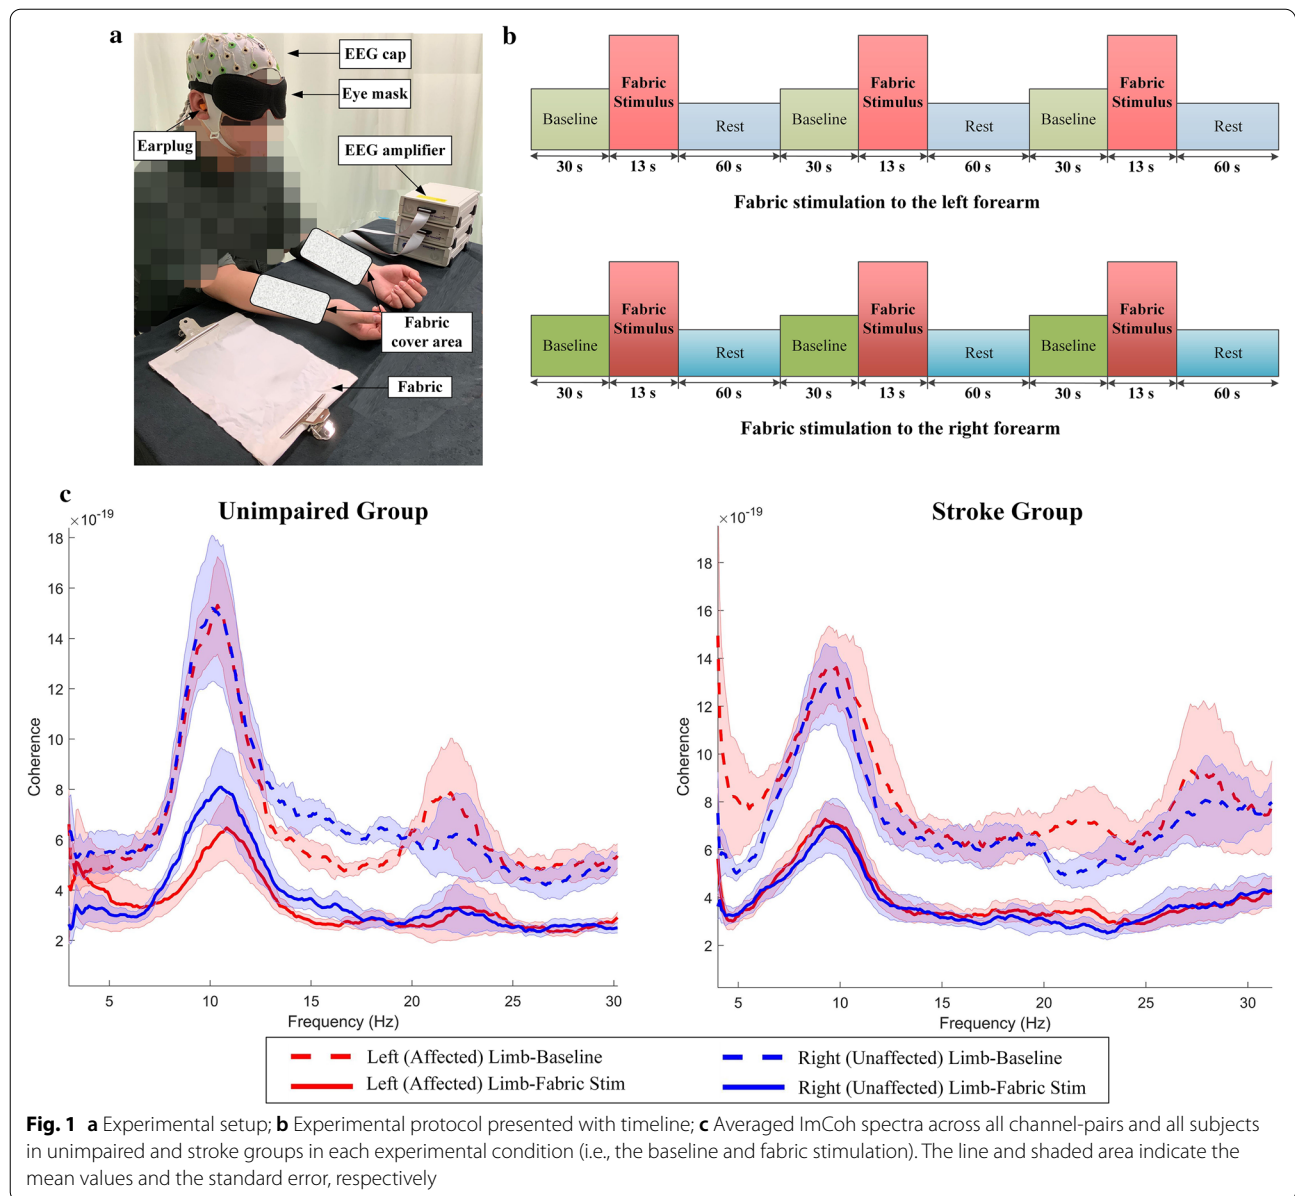 a
EEG cap
Eye mask
Earplug
EEG amplifier
Fabric
cover area
Fabric
b
Baseline
Fabric
Stimulus
Rest
Baseline
Fabric
Stimulus
Rest
Baseline
Fabric
Stimulus
Rest
30 s 13 s 60 s 30 s 13 s 60 s 30 s 13 s 60 s
Fabric stimulation to the left forearm
Baseline
Fabric
Stimulus
Rest
Baseline
Fabric
Stimulus
Rest
Baseline
Fabric
Stimulus
Rest
30 s 13 s 60 s 30 s 13 s 60 s 30 s 13 s 60 s
Fabric stimulation to the right forearm
c
Unimpaired Group
×10⁻¹⁹
18
16
14
12
10
8
6
4
2
Coherence
5 10 15 20 25 30
Frequency (Hz)
Stroke Group
×10⁻¹⁹
18
16
14
12
10
8
6
4
2
Coherence
5 10 15 20 25 30
Frequency (Hz)
Left (Affected) Limb-Baseline
Left (Affected) Limb-Fabric Stim
Right (Unaffected) Limb-Baseline
Right (Unaffected) Limb-Fabric Stim
Fig. 1 a Experimental setup; b Experimental protocol presented with timeline; c Averaged ImCoh spectra across all channel-pairs and all subjects
in unimpaired and stroke groups in each experimental condition (i.e., the baseline and fabric stimulation). The line and shaded area indicate the
mean values and the standard error, respectively